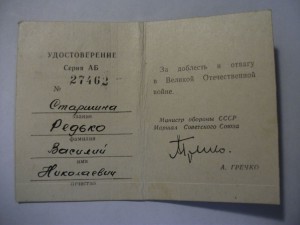 УДОСТОВЕРЕНИЕ
Серия АБ
№ 27462
Старшина
звание
Редько
фамилия
Василий
имя
Николаевич
отчество
За доблесть и отвагу
в Великой Отечественной
войне
Министр обороны СССР
Маршал Советского Союза
А. ГРЕЧКО